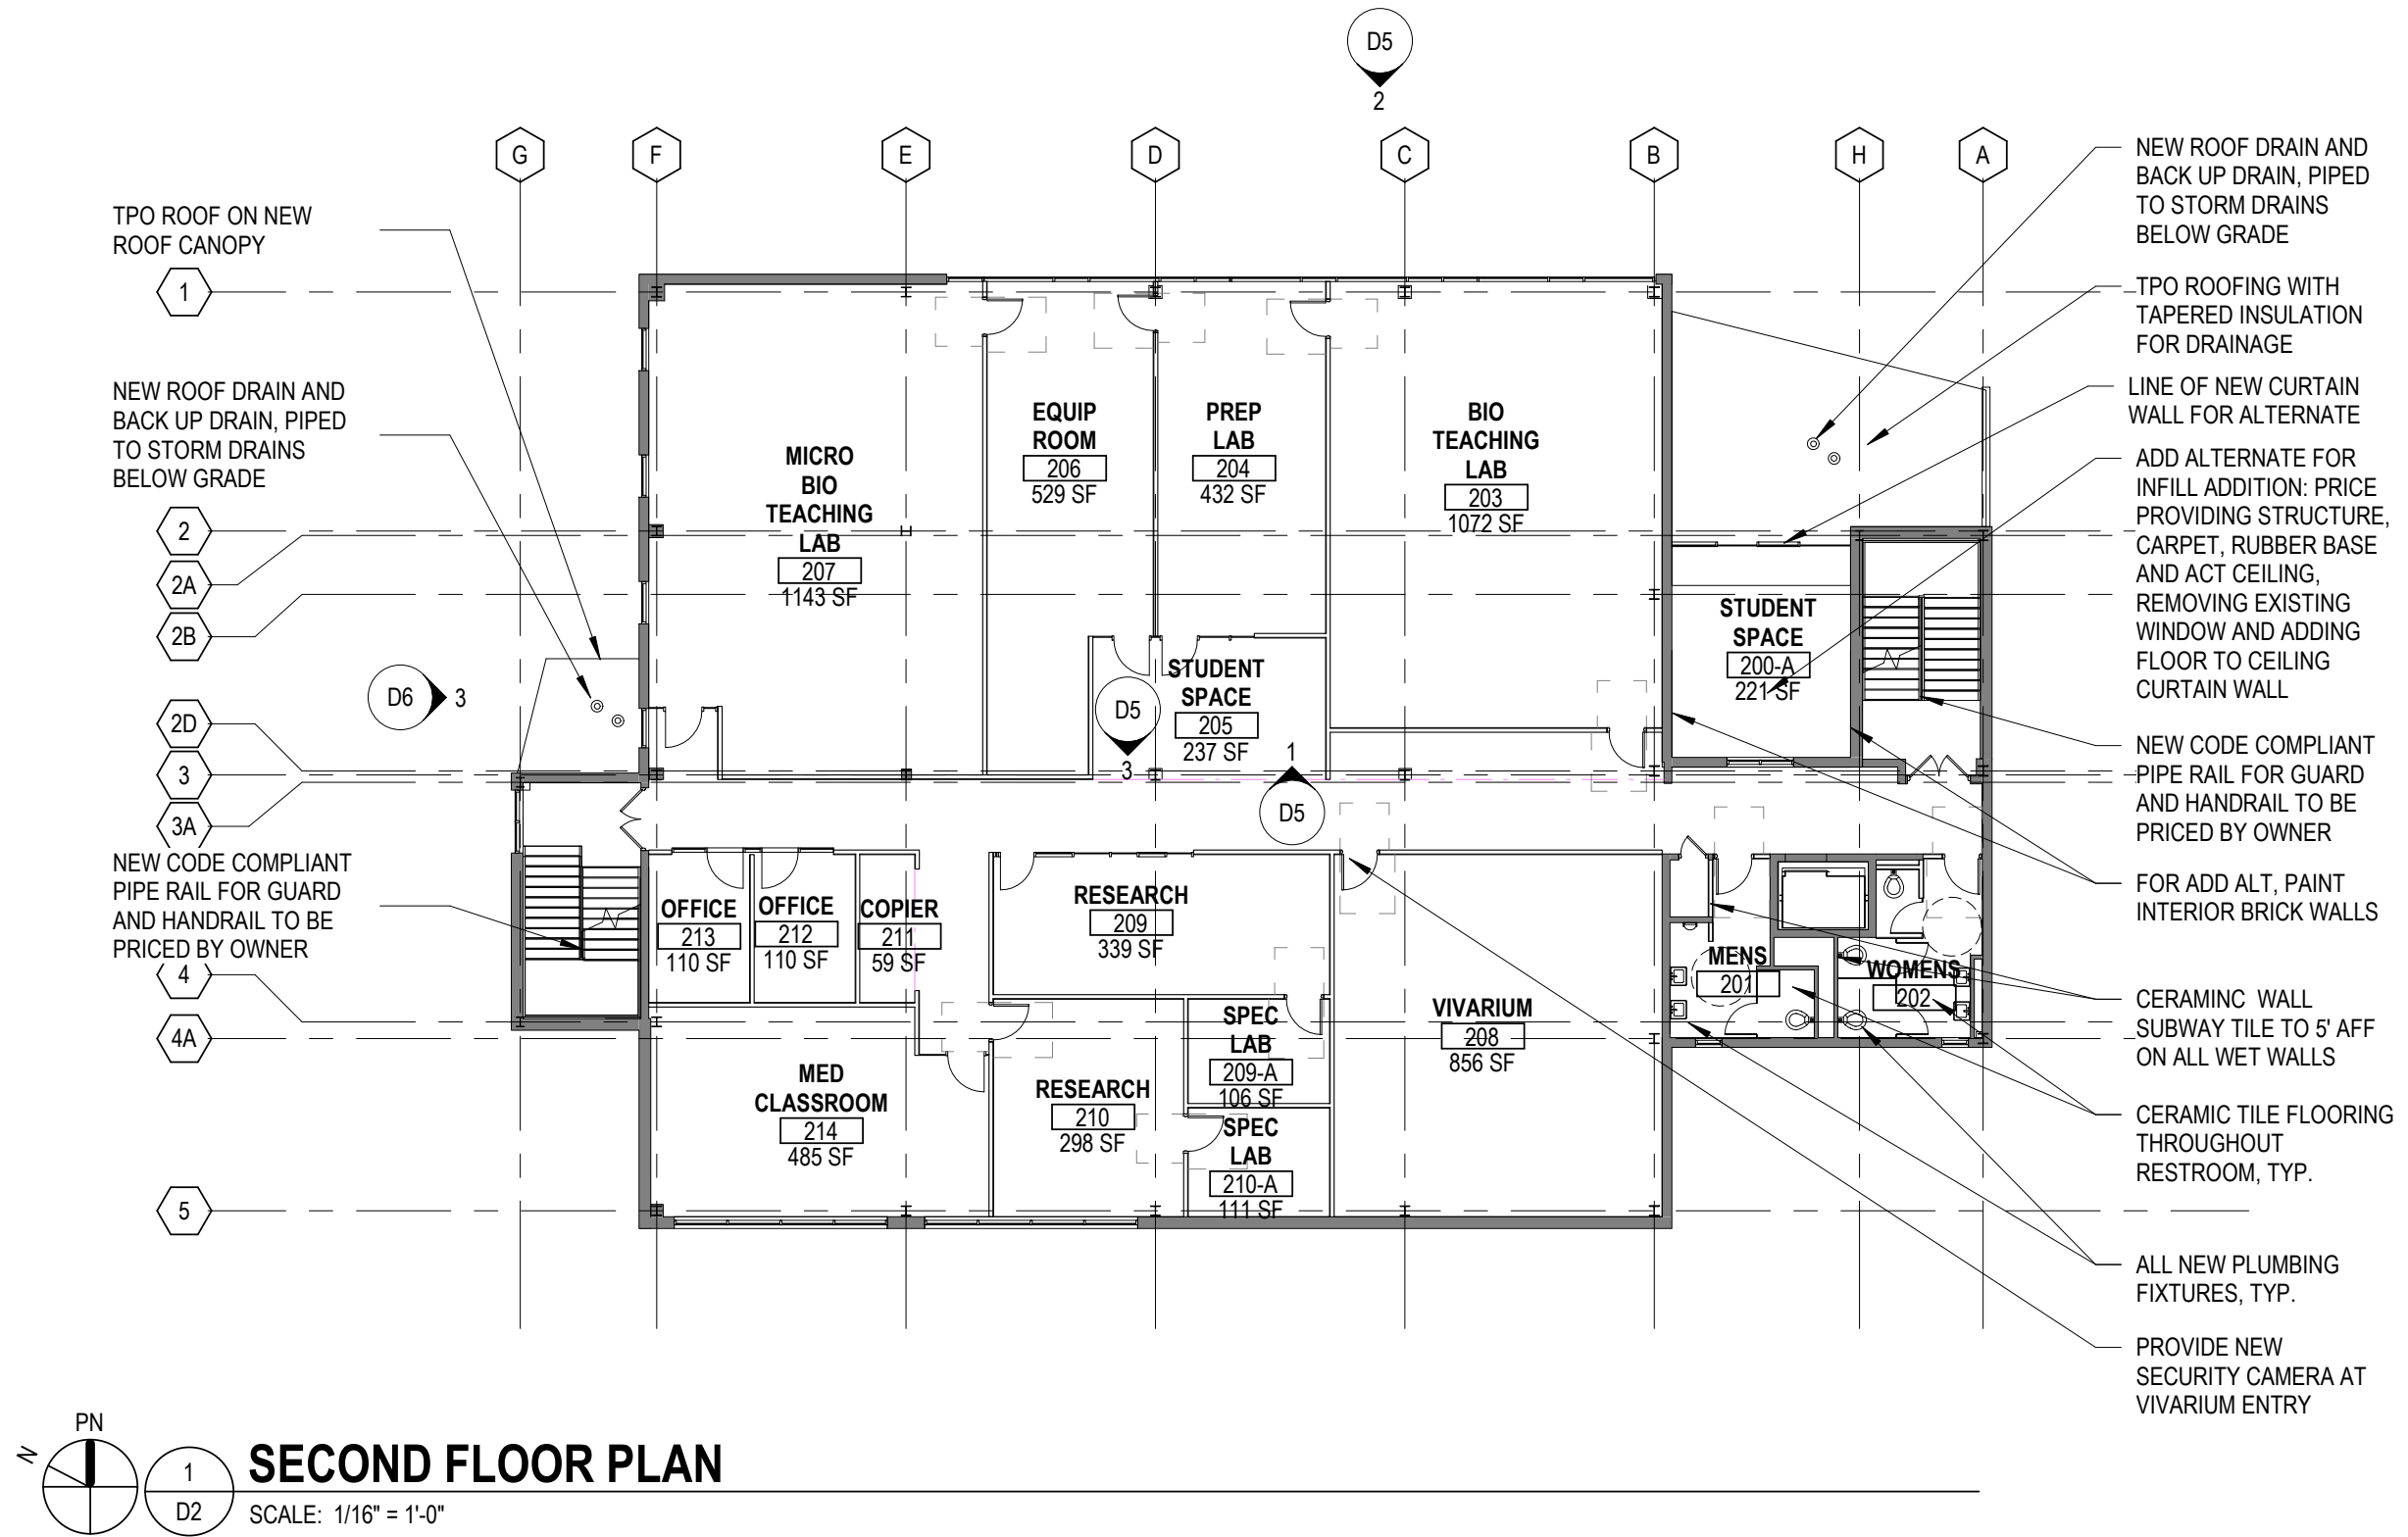 D5
2
G
F
E
D
C
B
H
A
TPO ROOF ON NEW
ROOF CANOPY
NEW ROOF DRAIN AND
BACK UP DRAIN, PIPED
TO STORM DRAINS
BELOW GRADE
1
2
2A
2B
2D
3
3A
NEW CODE COMPLIANT
PIPE RAIL FOR GUARD
AND HANDRAIL TO BE
PRICED BY OWNER
4
4A
5
D6
3
MICRO
BIO
TEACHING
LAB
207
1143 SF
EQUIP
ROOM
206
529 SF
PREP
LAB
204
432 SF
BIO
TEACHING
LAB
203
1072 SF
STUDENT
SPACE
205
237 SF
D5
3
1
D5
STUDENT
SPACE
200-A
221 SF
OFFICE
213
110 SF
OFFICE
212
110 SF
COPIER
211
59 SF
RESEARCH
209
339 SF
MED
CLASSROOM
214
485 SF
RESEARCH
210
298 SF
SPEC
LAB
209-A
106 SF
SPEC
LAB
210-A
111 SF
VIVARIUM
208
856 SF
MENS
201
WOMENS
202
NEW ROOF DRAIN AND
BACK UP DRAIN, PIPED
TO STORM DRAINS
BELOW GRADE
TPO ROOFING WITH
TAPERED INSULATION
FOR DRAINAGE
LINE OF NEW CURTAIN
WALL FOR ALTERNATE
ADD ALTERNATE FOR
INFILL ADDITION: PRICE
PROVIDING STRUCTURE,
CARPET, RUBBER BASE
AND ACT CEILING,
REMOVING EXISTING
WINDOW AND ADDING
FLOOR TO CEILING
CURTAIN WALL
NEW CODE COMPLIANT
PIPE RAIL FOR GUARD
AND HANDRAIL TO BE
PRICED BY OWNER
FOR ADD ALT, PAINT
INTERIOR BRICK WALLS
CERAMINC WALL
SUBWAY TILE TO 5' AFF
ON ALL WET WALLS
CERAMIC TILE FLOORING
THROUGHOUT
RESTROOM, TYP.
ALL NEW PLUMBING
FIXTURES, TYP.
PROVIDE NEW
SECURITY CAMERA AT
VIVARIUM ENTRY
PN
N
1
D2
SECOND FLOOR PLAN
SCALE: 1/16" = 1'-0"